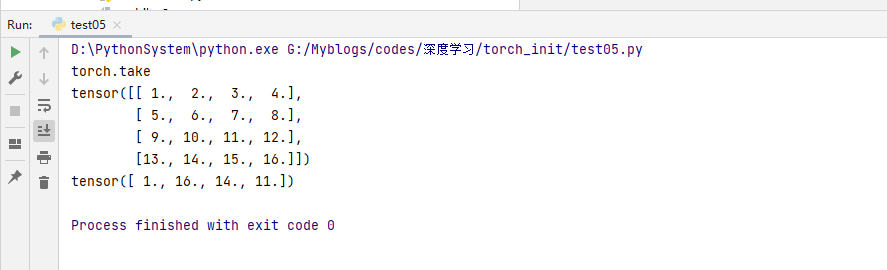 Run: test05
D:\PythonSystem\python.exe G:/Myblogs/codes/深度学习/torch_init/test05.py
torch.take
tensor([[ 1.,  2.,  3.,  4.],
        [ 5.,  6.,  7.,  8.],
        [ 9., 10., 11., 12.],
        [13., 14., 15., 16.]])
tensor([ 1., 16., 14., 11.])
Process finished with exit code 0